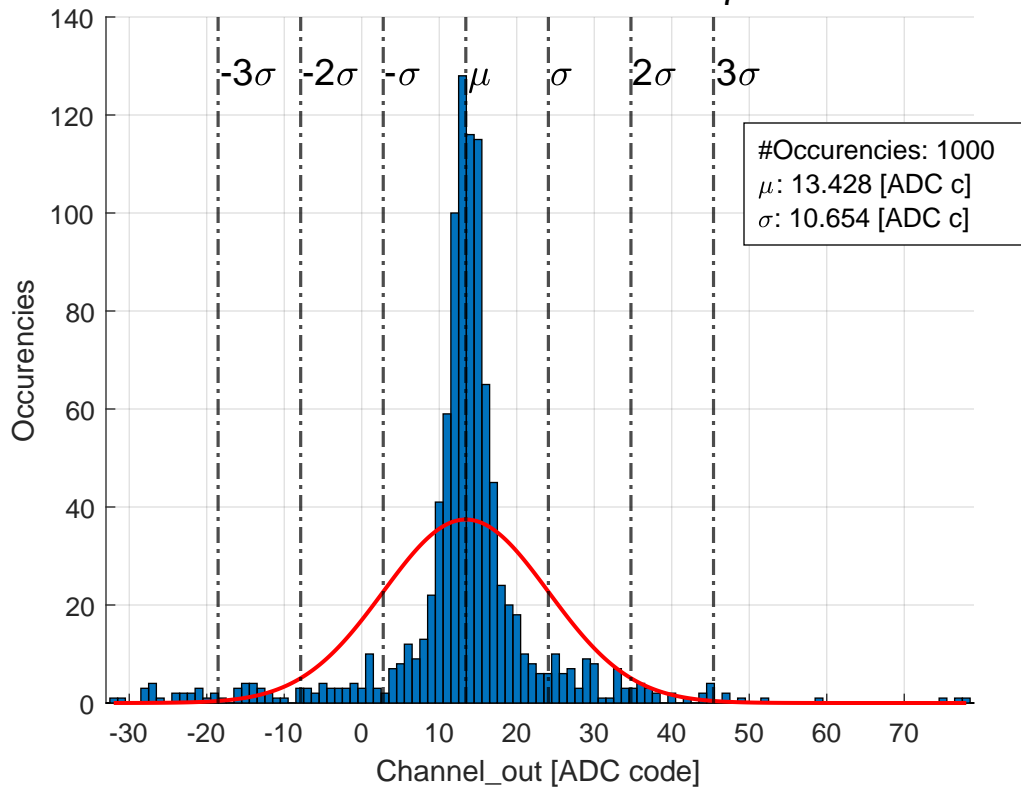 μ
140
120
100
80
60
40
20
0
Occurencies
-3σ -2σ -σ μ σ 2σ 3σ
#Occurencies: 1000
μ: 13.428 [ADC c]
σ: 10.654 [ADC c]
-30 -20 -10 0 10 20 30 40 50 60 70
Channel_out [ADC code]